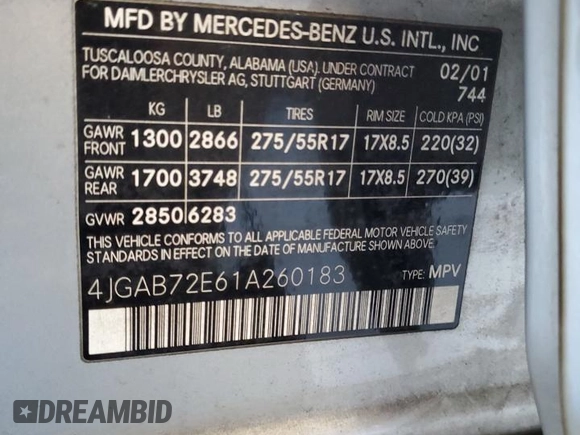 MFD BY MERCEDES-BENZ U.S. INTL., INC
TUSCALOOSA COUNTY, ALABAMA (USA). UNDER CONTRACT 02/01
FOR DAIMLERCHRYSLER AG, STUTTGART (GERMANY) 744
KG LB TIRES RIM SIZE COLD KPA (PSI)
GAWR FRONT 1300 2866 275/55R17 17X8.5 220(32)
GAWR REAR 1700 3748 275/55R17 17X8.5 270(39)
GVWR 2850 6283
THIS VEHICLE CONFORMS TO ALL APPLICABLE FEDERAL MOTOR VEHICLE SAFETY
STANDARDS IN EFFECT ON THE DATE OF MANUFACTURE SHOWN ABOVE.
4JGAB72E61A260183 TYPE: MPV
DREAMBID